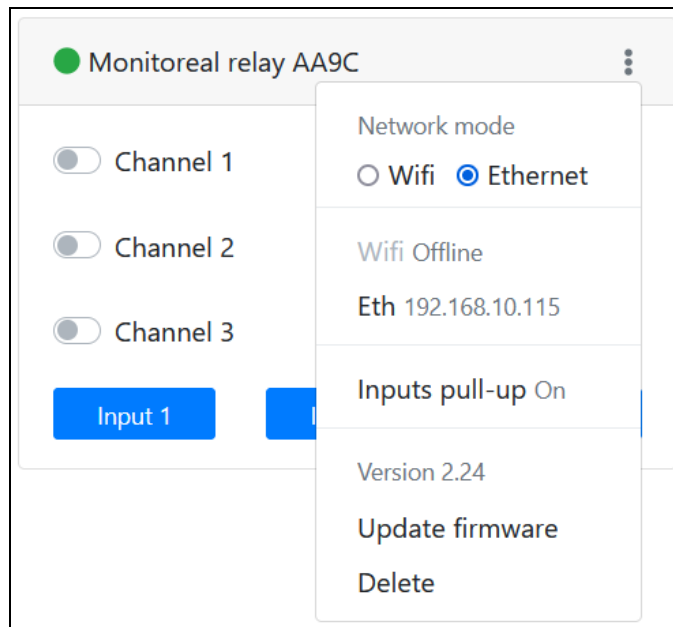 Monitoreal relay AA9C
Network mode
Wifi Ethernet
Channel 1
Channel 2
Channel 3
Wifi Offline
Eth 192.168.10.115
Inputs pull-up On
Input 1
Version 2.24
Update firmware
Delete